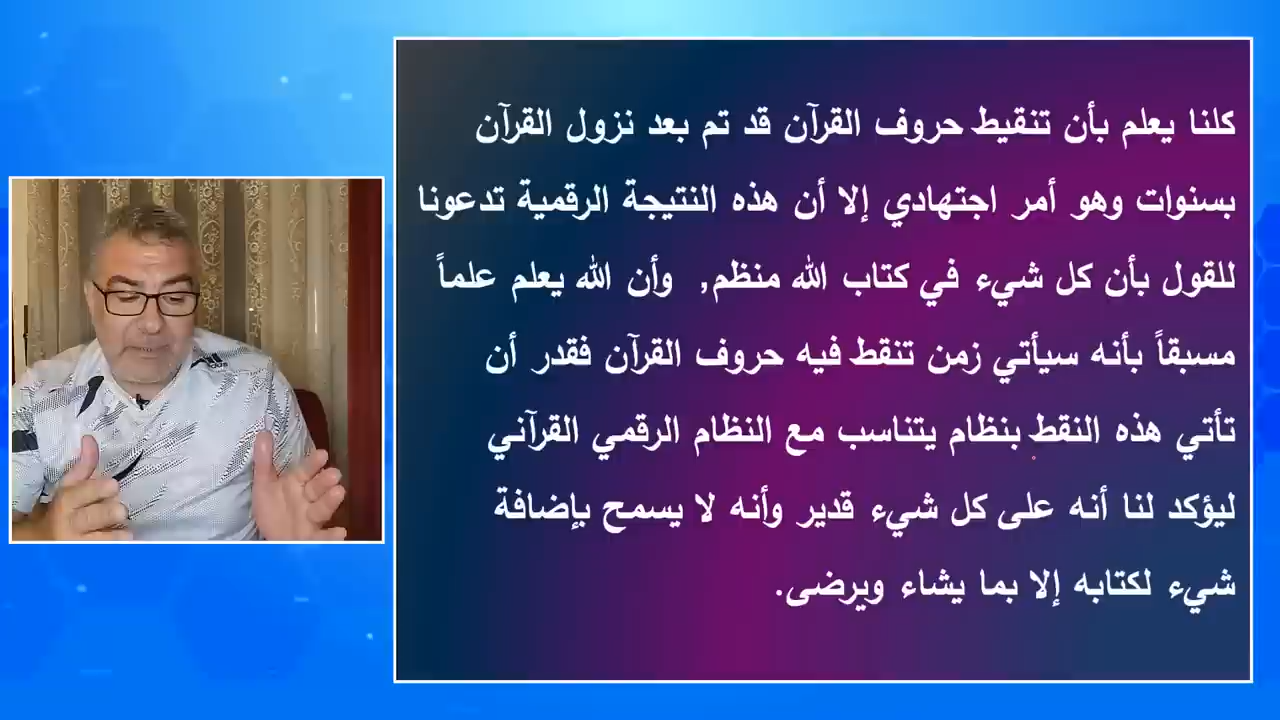 كلنا يعلم بأن تنقيط حروف القرآن قد تم بعد نزول القرآن
بسنوات وهو أمر اجتهادي إلا أن هذه النتيجة الرقمية تدعونا
للقول بأن كل شيء في كتاب الله منظم, وأن الله يعلم علماً
مسبقاً بأنه سيأتي زمن تنقط فيه حروف القرآن فقدر أن
تأتي هذه النقط بنظام يتناسب مع النظام الرقمي القرآني
ليؤكد لنا أنه على كل شيء قدير وأنه لا يسمح بإضافة
شيء لكتابه إلا بما يشاء ويرضى.
adidas